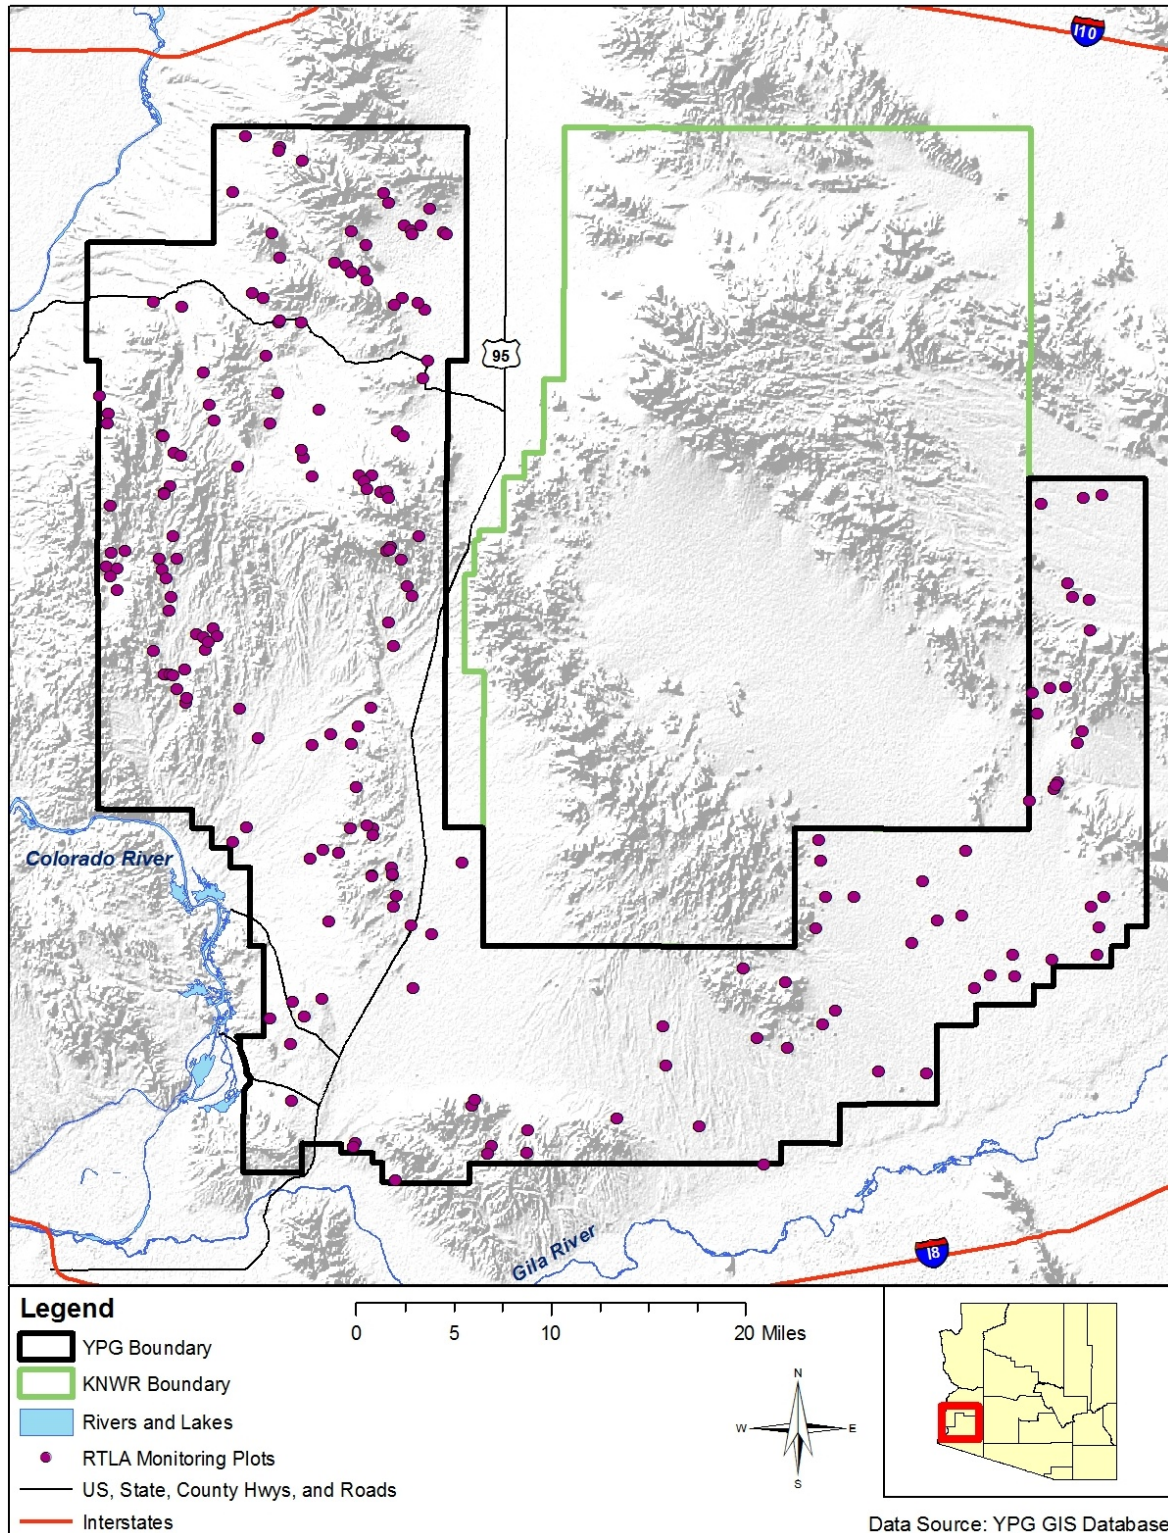 I10
95
Colorado River
Gila River
I8
Legend
YPG Boundary
KNWR Boundary
Rivers and Lakes
RTLA Monitoring Plots
US, State, County Hwys, and Roads
Interstates
0 5 10 20 Miles
N
W E
S
Data Source: YPG GIS Database